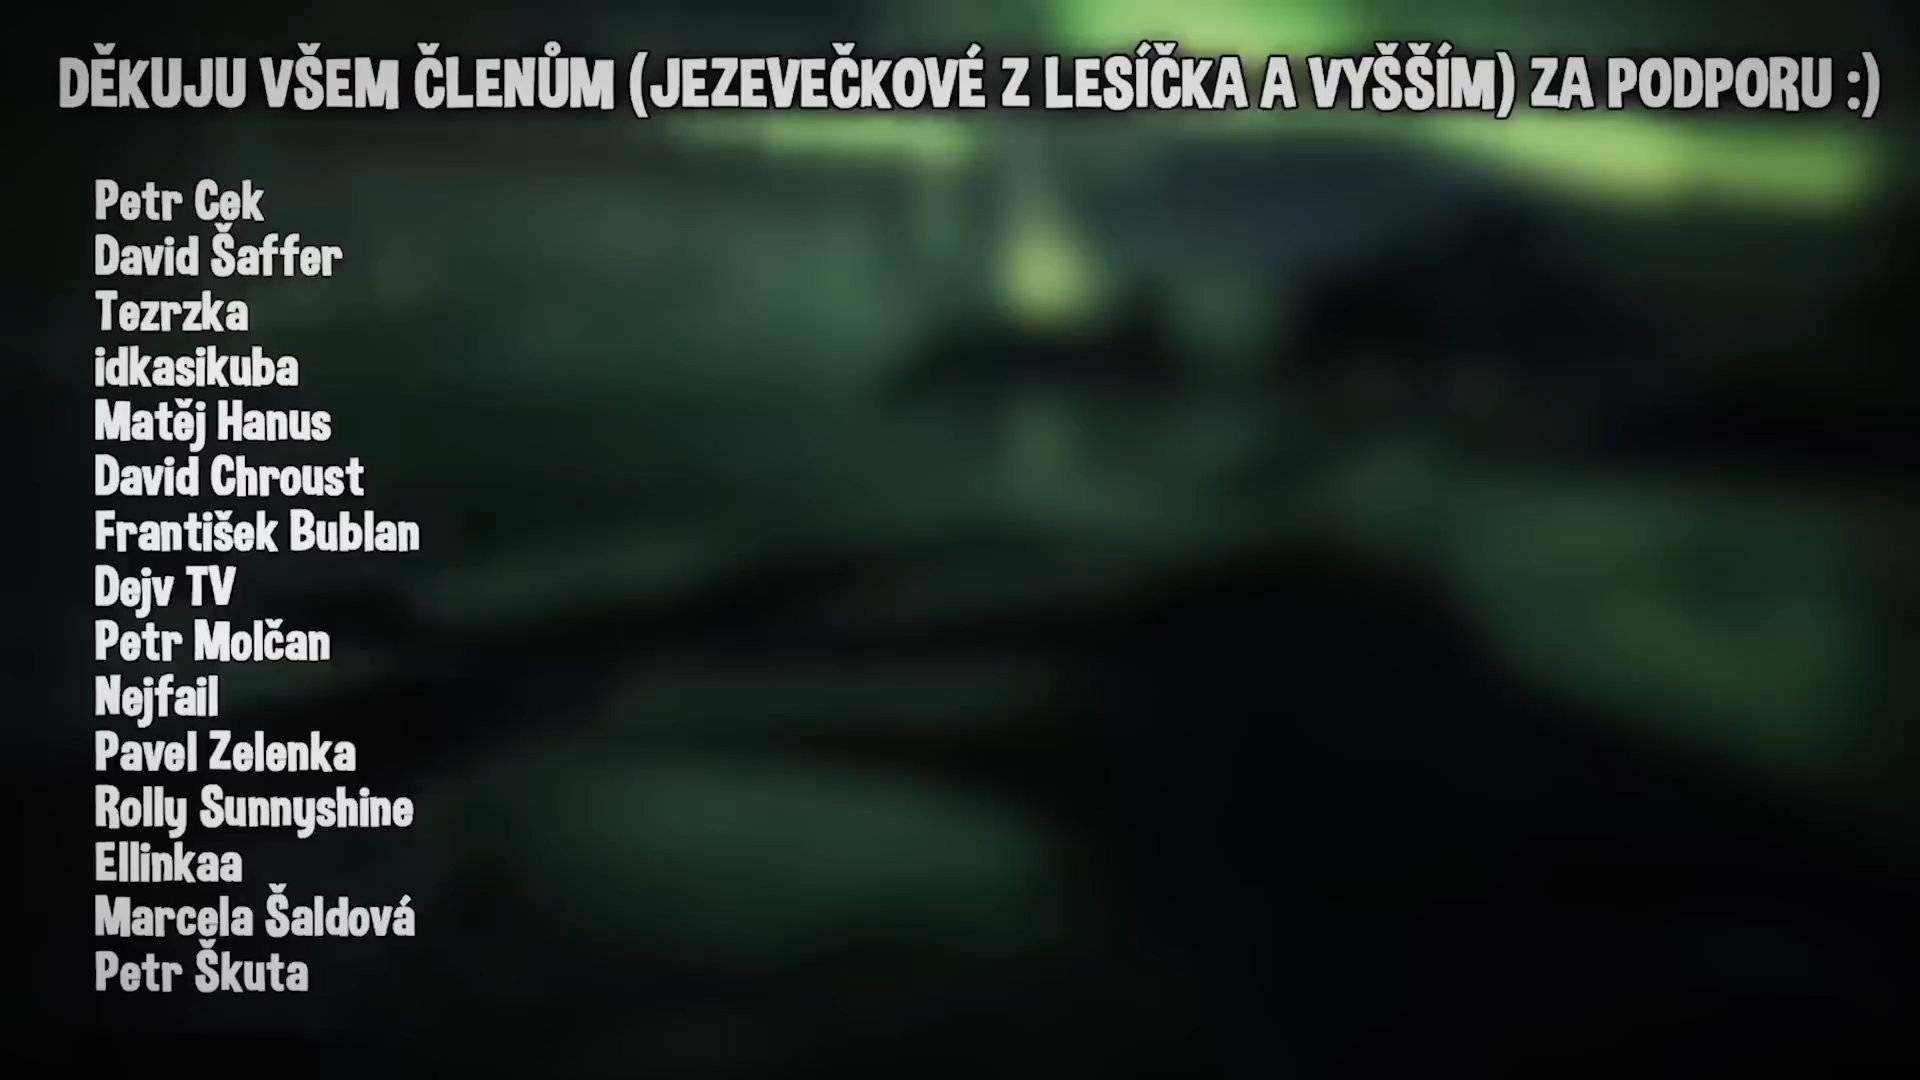 DĚKUJU VŠEM ČLENŮM (JEZEVEČKOVÉ Z LESÍČKA A VYŠŠÍM) ZA PODPORU :)
Petr Cek
David Šaffer
Tezrzka
idkasikuba
Matěj Hanus
David Chroust
František Bublan
Dejv TV
Petr Molčan
Nejfail
Pavel Zelenka
Rolly Sunnyshine
Ellinkaa
Marcela Šaldová
Petr Škuta